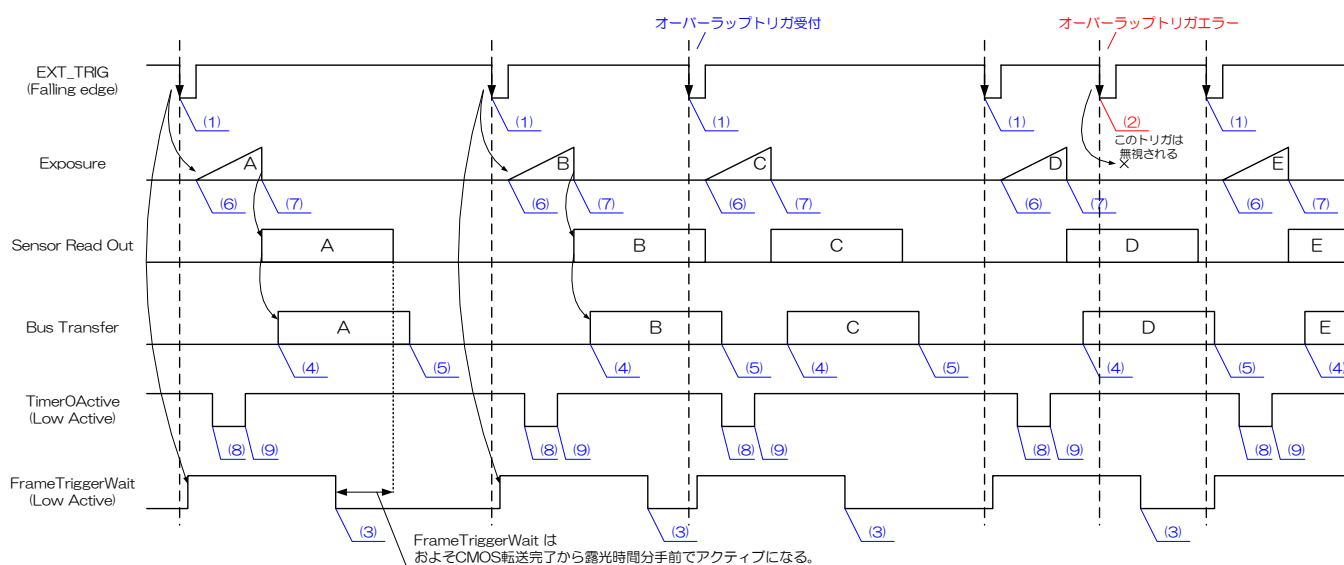 オーバーラップトリガ受付
オーバーラップトリガエラー
EXT_TRIG
(Falling edge)
(1)
(1)
(1)
(1)
(2)
(1)
このトリガは
無視される
Exposure
A
B
C
D
E
(6)
(7)
(6)
(7)
(6)
(7)
(6)
(7)
(6)
(7)
Sensor Read Out
A
B
C
D
E
Bus Transfer
A
B
C
D
E
(4)
(5)
(4)
(5)
(4)
(5)
(4)
(5)
(4)
Timer0Active
(Low Active)
(8)
(9)
(8)
(9)
(8)
(9)
(8)
(9)
(8)
(9)
FrameTriggerWait
(Low Active)
(3)
(3)
(3)
(3)
FrameTriggerWait は
おおよそCMOS転送完了から露光時間分手前でアクティブになる。